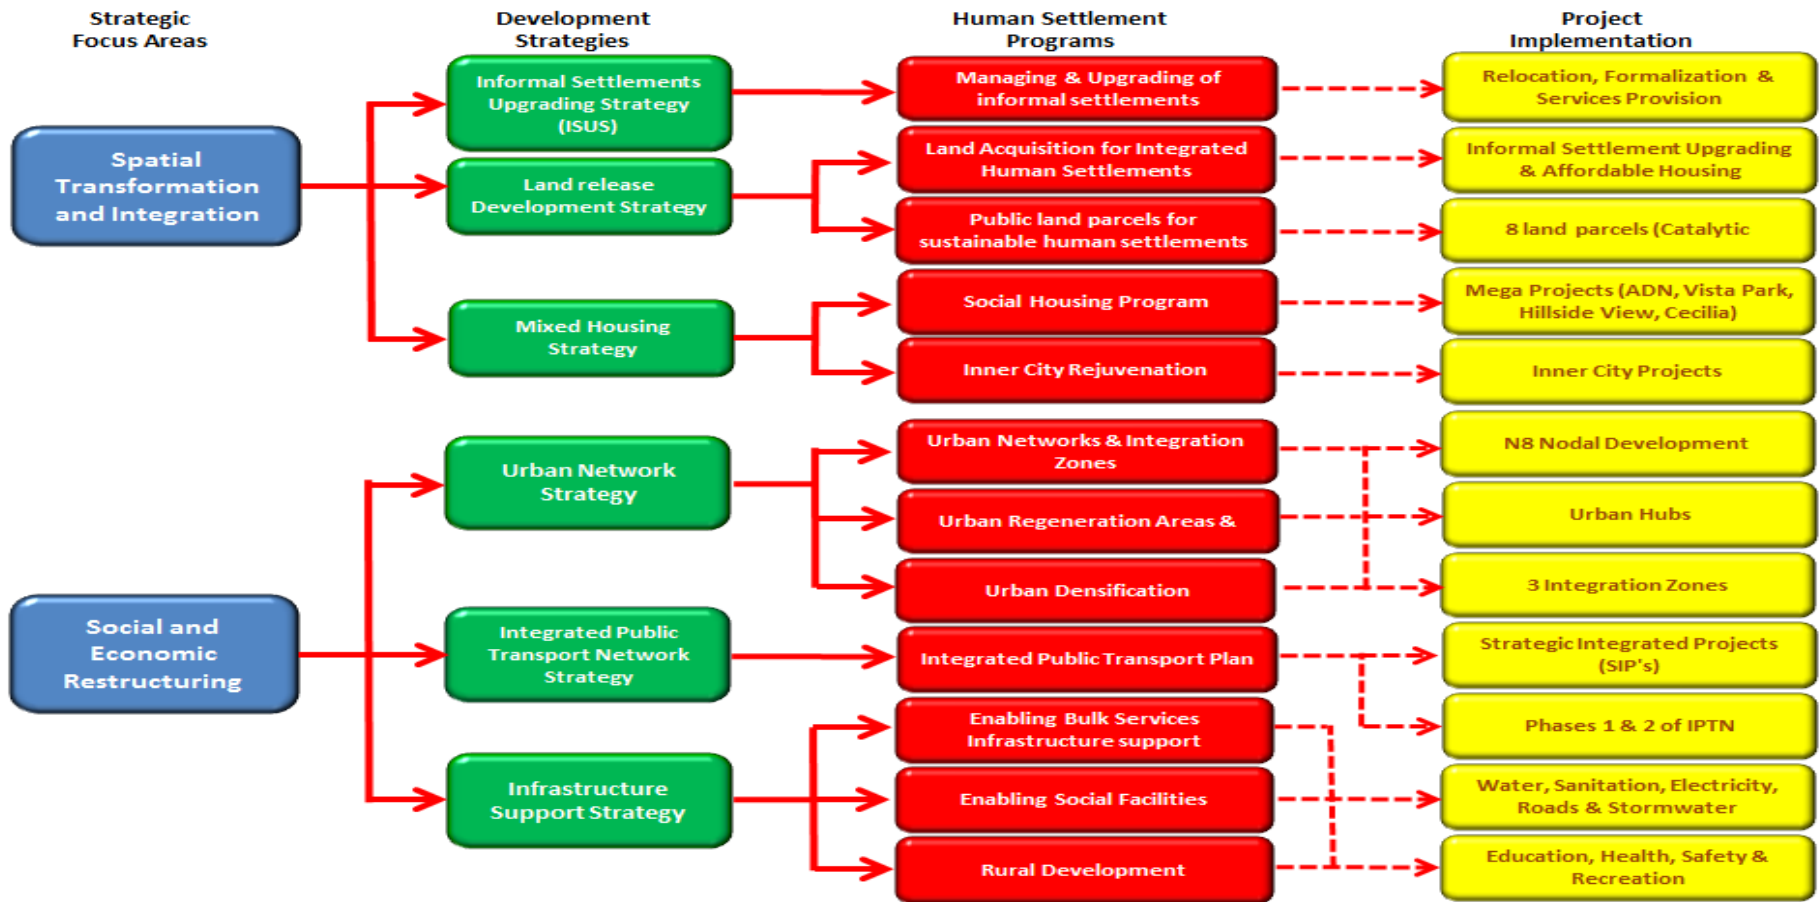 Strategic
Focus Areas
Development
Strategies
Human Settlement
Programs
Project
Implementation
Spatial
Transformation
and Integration
Social and
Economic
Restructuring
Informal Settlements
Upgrading Strategy
(ISUS)
Land release
Development Strategy
Mixed Housing
Strategy
Urban Network
Strategy
Integrated Public
Transport Network
Strategy
Infrastructure
Support Strategy
Managing & Upgrading of
informal settlements
Land Acquisition for Integrated
Human Settlements
Public land parcels for
sustainable human settlements
Social Housing Program
Inner City Rejuvenation
Urban Networks & Integration
Zones
Urban Regeneration Areas &
Urban Densification
Integrated Public Transport Plan
Enabling Bulk Services
Infrastructure support
Enabling Social Facilities
Rural Development
Relocation, Formalization &
Services Provision
Informal Settlement Upgrading
& Affordable Housing
8 land parcels (Catalytic
Mega Projects (ADN, Vista Park,
Hillside View, Cecilia)
Inner City Projects
N8 Nodal Development
Urban Hubs
3 Integration Zones
Strategic Integrated Projects
(SIP's)
Phases 1 & 2 of IPTN
Water, Sanitation, Electricity,
Roads & Stormwater
Education, Health, Safety &
Recreation